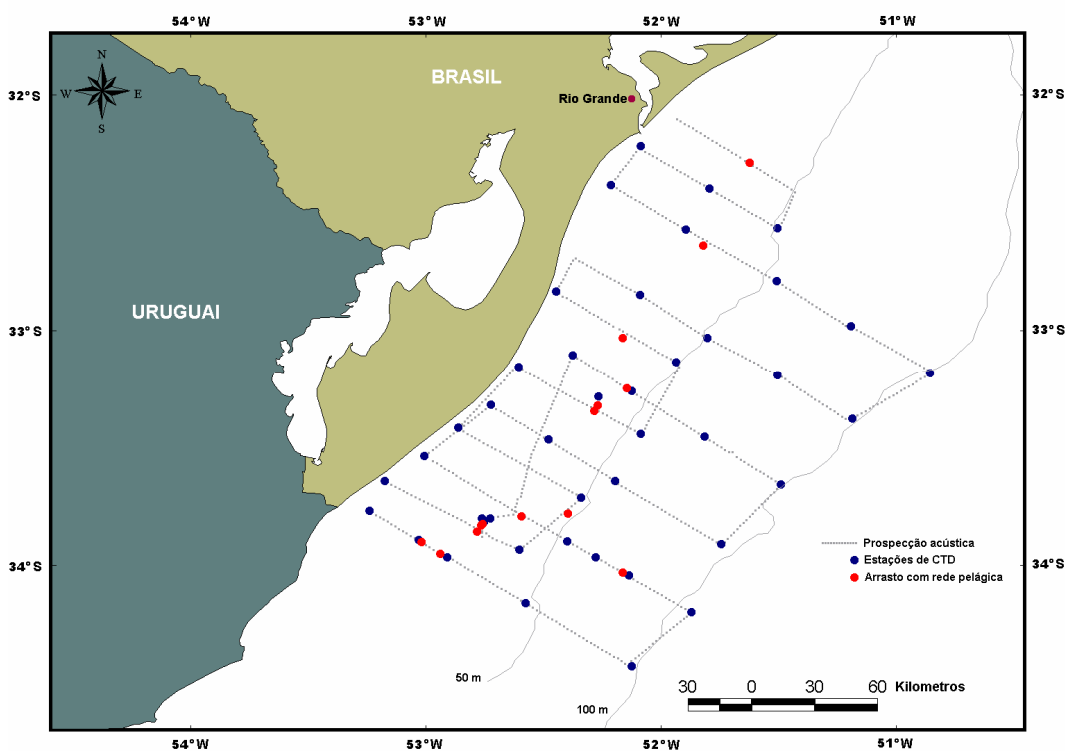 54°W 53°W 52°W 51°W
N
W E
S
BRASIL
32°S 32°S
Rio Grande
URUGUAI
33°S 33°S
Prospecção acústica
Estações de CTD
34°S 34°S
Arrasto com rede pelágica
50 m
30 0 30 60 Kilometros
100 m
54°W 53°W 52°W 51°W